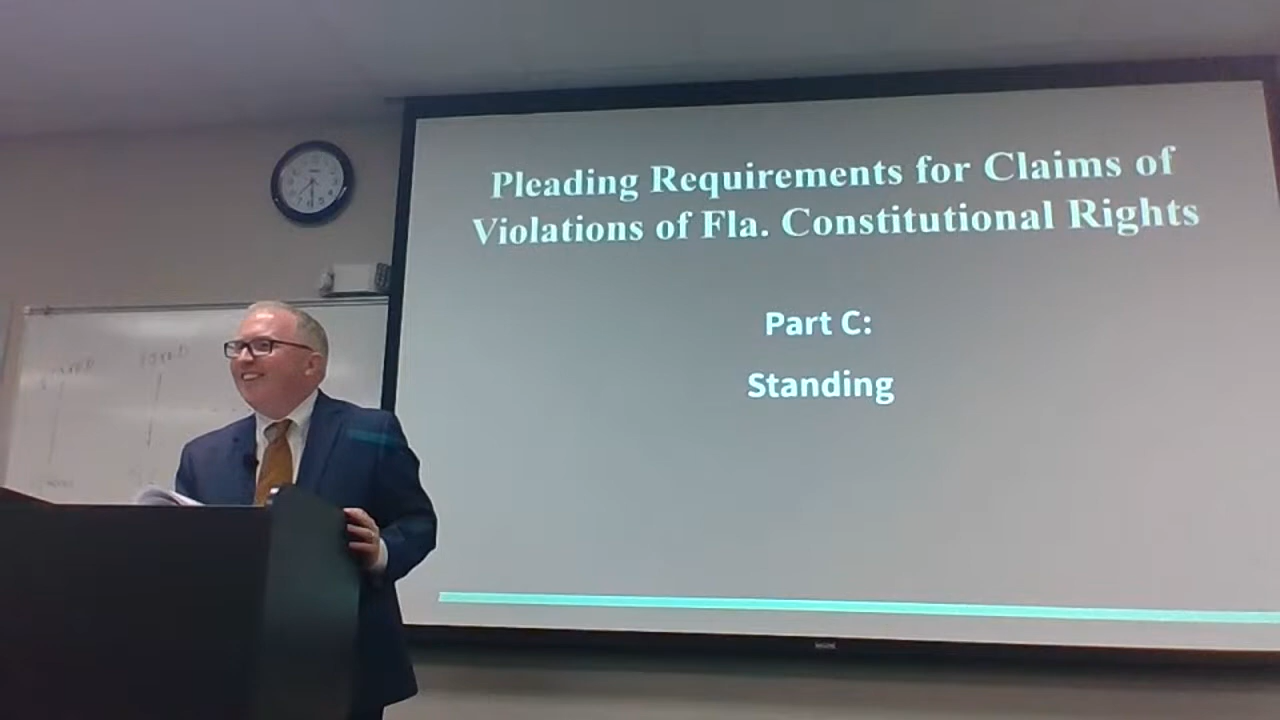 Pleading Requirements for Claims of
Violations of Fla. Constitutional Rights
Part C:
Standing